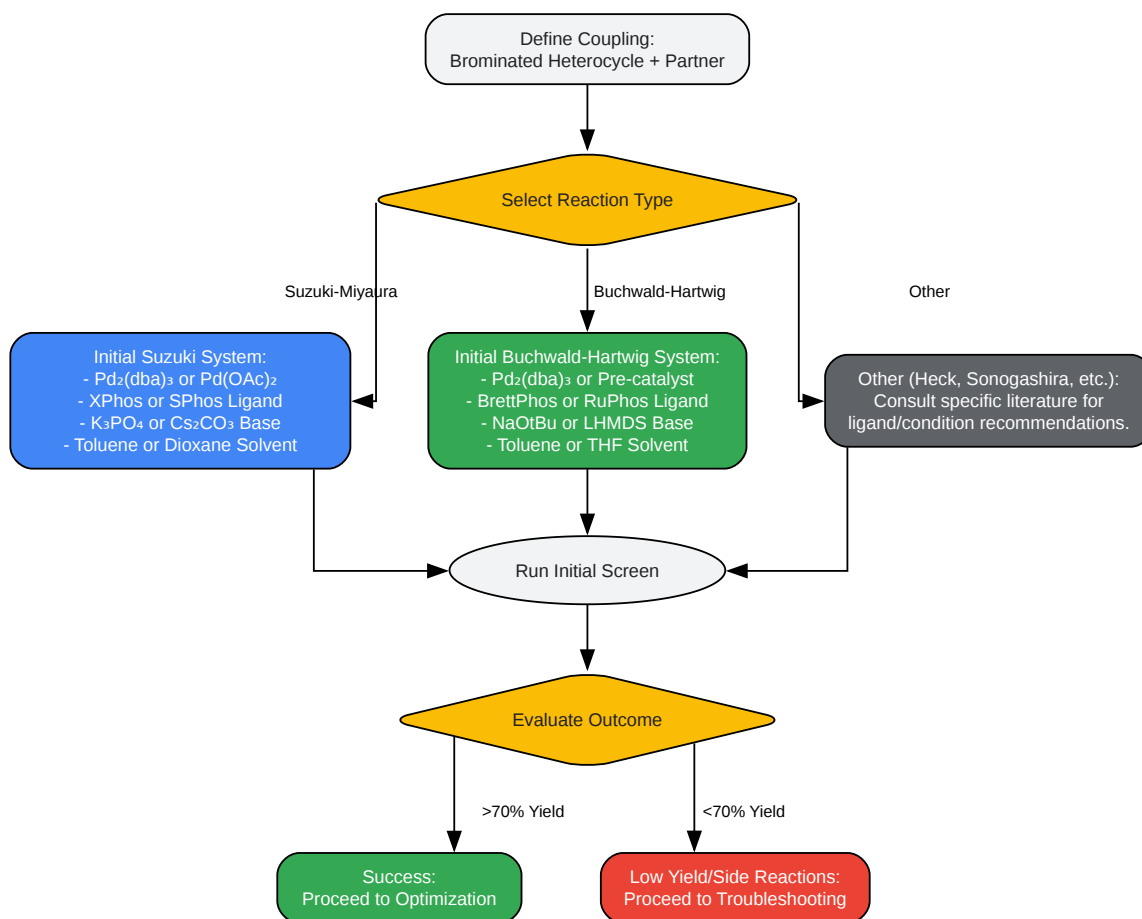 Define Coupling:
Brominated Heterocycle + Partner
Select Reaction Type
Suzuki-Miyaura
Buchwald-Hartwig
Other
Initial Suzuki System:
- Pd₂(dba)₃ or Pd(OAc)₂
- XPhos or SPhos Ligand
- K₃PO₄ or Cs₂CO₃ Base
- Toluene or Dioxane Solvent
Initial Buchwald-Hartwig System:
- Pd₂(dba)₃ or Pre-catalyst
- BrettPhos or RuPhos Ligand
- NaOtBu or LHMDS Base
- Toluene or THF Solvent
Other (Heck, Sonogashira, etc.):
Consult specific literature for
ligand/condition recommendations.
Run Initial Screen
Evaluate Outcome
>70% Yield
<70% Yield
Success:
Proceed to Optimization
Low Yield/Side Reactions:
Proceed to Troubleshooting